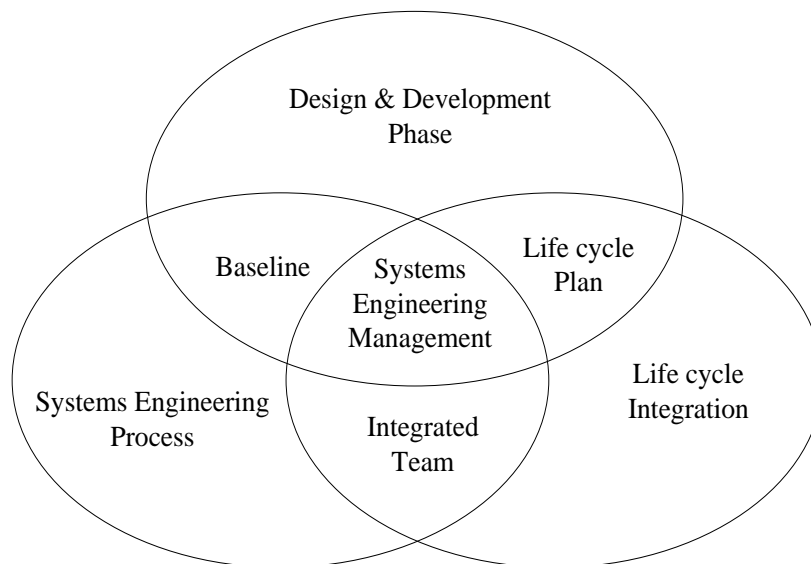 Design & Development
Phase
Baseline
Systems
Engineering
Management
Life cycle
Plan
Systems Engineering
Process
Integrated
Team
Life cycle
Integration